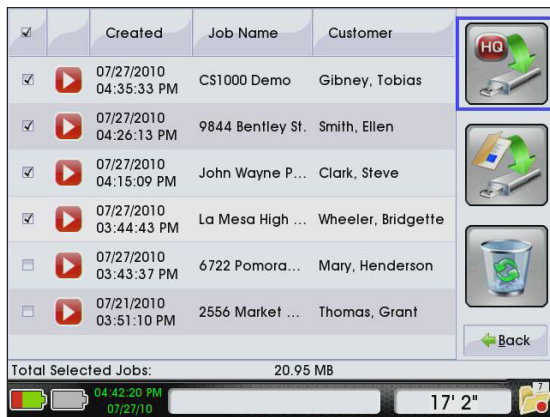 Created Job Name Customer
HQ
07/27/2010
04:35:33 PM
CS1000 Demo Gibney, Tobias
07/27/2010
04:26:13 PM
9844 Bentley St. Smith, Ellen
07/27/2010
04:15:09 PM
John Wayne P... Clark, Steve
07/27/2010
03:44:43 PM
La Mesa High ... Wheeler, Bridgette
07/27/2010
03:43:37 PM
6722 Pomora... Mary, Henderson
07/21/2010
03:51:10 PM
2556 Market ... Thomas, Grant
Back
Total Selected Jobs: 20.95 MB
04:42:20 PM
07/27/10
17' 2"
7